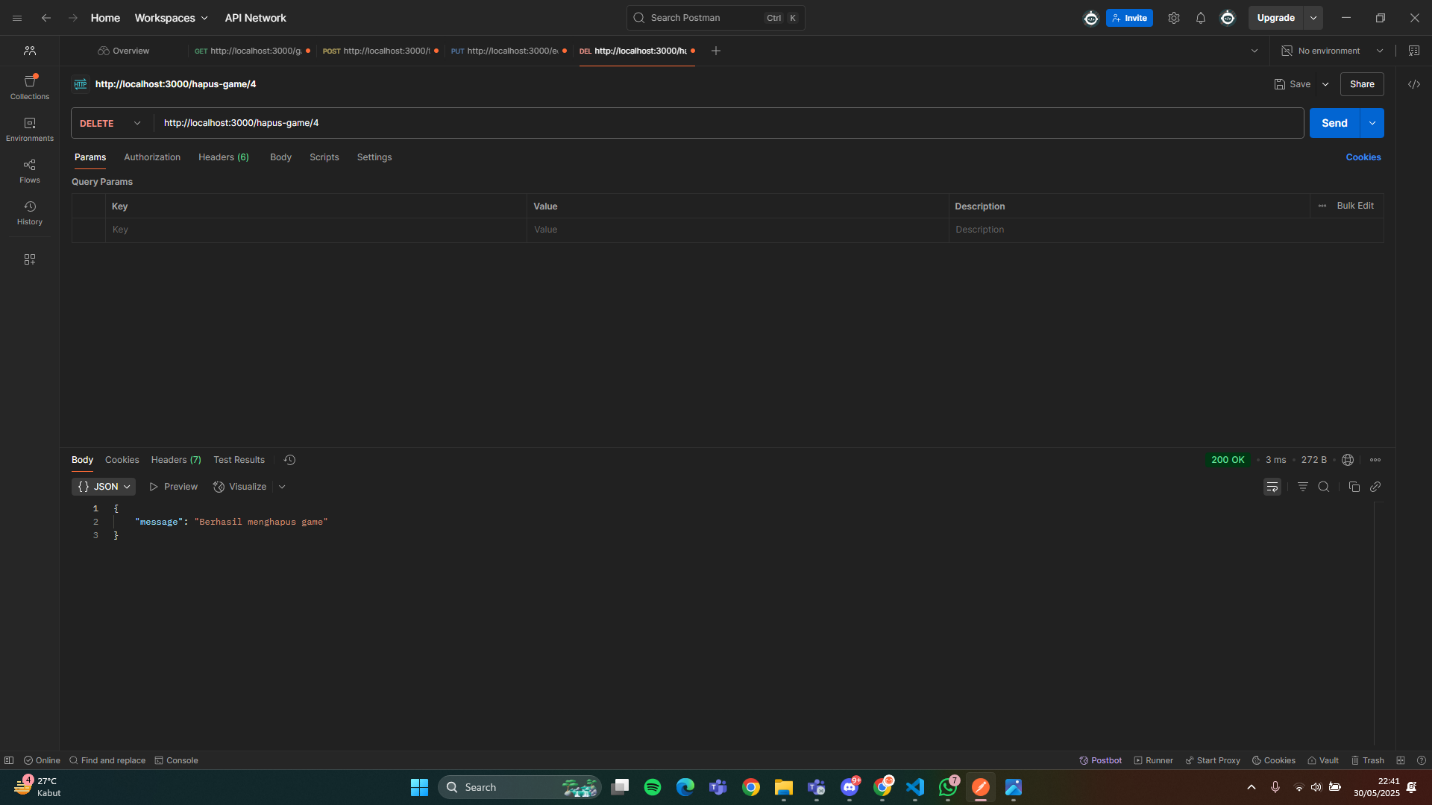 Home Workspaces API Network Search Postman Ctrl K Invite Upgrade
Overview GET http://localhost:3000/g POST http://localhost:3000/ PUT http://localhost:3000/e DEL http://localhost:3000/h No environment
HTTP http://localhost:3000/hapus-game/4 Save Share
Collections
DELETE http://localhost:3000/hapus-game/4 Send
Environments
Params Authorization Headers (6) Body Scripts Settings Cookies
Flows
Query Params
Key Value Description Bulk Edit
History
Key Value Description
Body Cookies Headers (7) Test Results 200 OK 3 ms 272 B
{} JSON Preview Visualize
1 {
2 "message": "Berhasil menghapus game"
3 }
Online Find and replace Console Postbot Runner Start Proxy Cookies Vault Trash
4 27°C
Kabut
Search
9+
7
22:41
30/05/2025